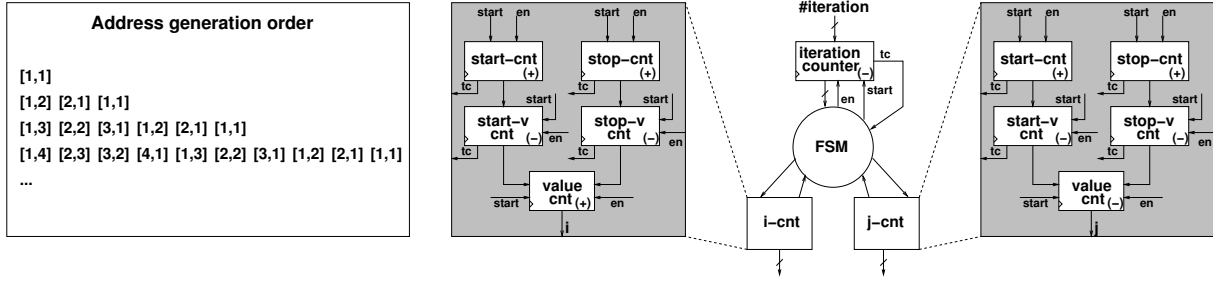 Address generation order
[1,1]
[1,2] [2,1] [1,1]
[1,3] [2,2] [3,1] [1,2] [2,1] [1,1]
[1,4] [2,3] [3,2] [4,1] [1,3] [2,2] [3,1] [1,2] [2,1] [1,1]
...
start en start en
start-cnt (+) stop-cnt (+)
tc tc
start start
start-v cnt (-) stop-v cnt (-)
en en
tc tc
value cnt (+)
start en
i
#iteration
iteration counter (-)
tc
en start
FSM
i-cnt j-cnt
start en start en
start-cnt (+) stop-cnt (+)
tc tc
start start
start-v cnt (-) stop-v cnt (-)
en en
tc tc
value cnt (-)
start en
j